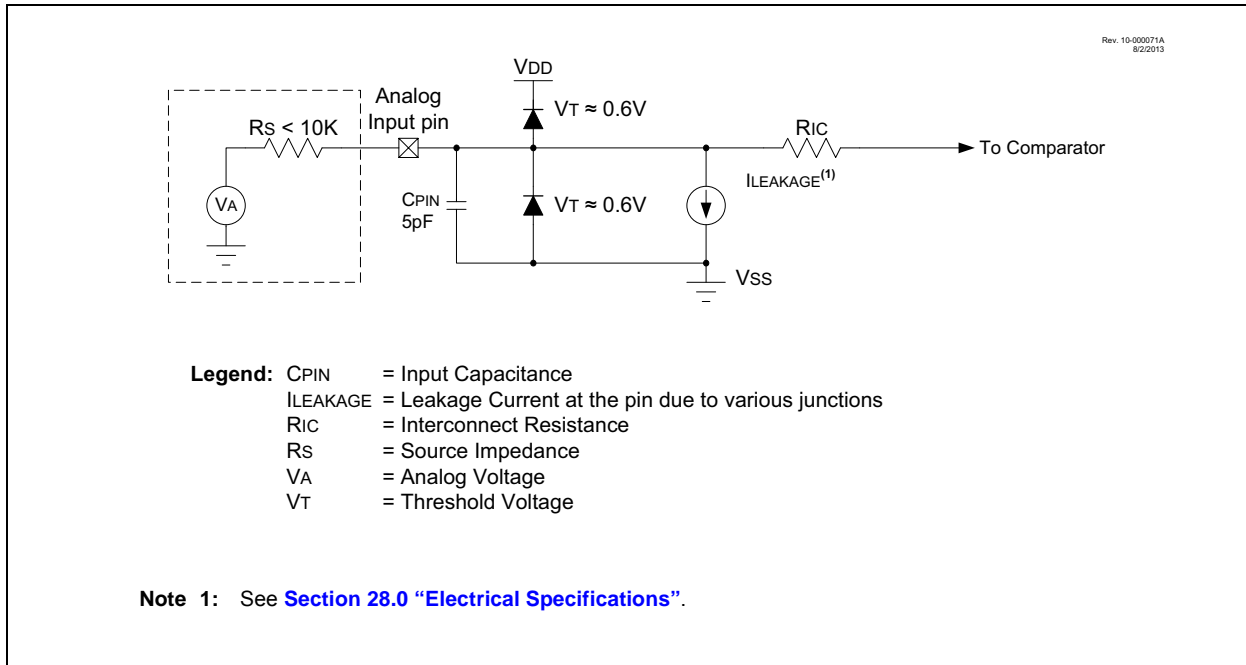 Rev. 10-000071A
8/2/2013
VDD
Analog
Input pin
VT ≈ 0.6V
RS < 10K
RIC
To Comparator
ILEAKAGE(1)
VA
CPIN
5pF
VT ≈ 0.6V
VSS
Legend: CPIN = Input Capacitance
ILEAKAGE = Leakage Current at the pin due to various junctions
RIC = Interconnect Resistance
RS = Source Impedance
VA = Analog Voltage
VT = Threshold Voltage
Note 1: See Section 28.0 “Electrical Specifications”.